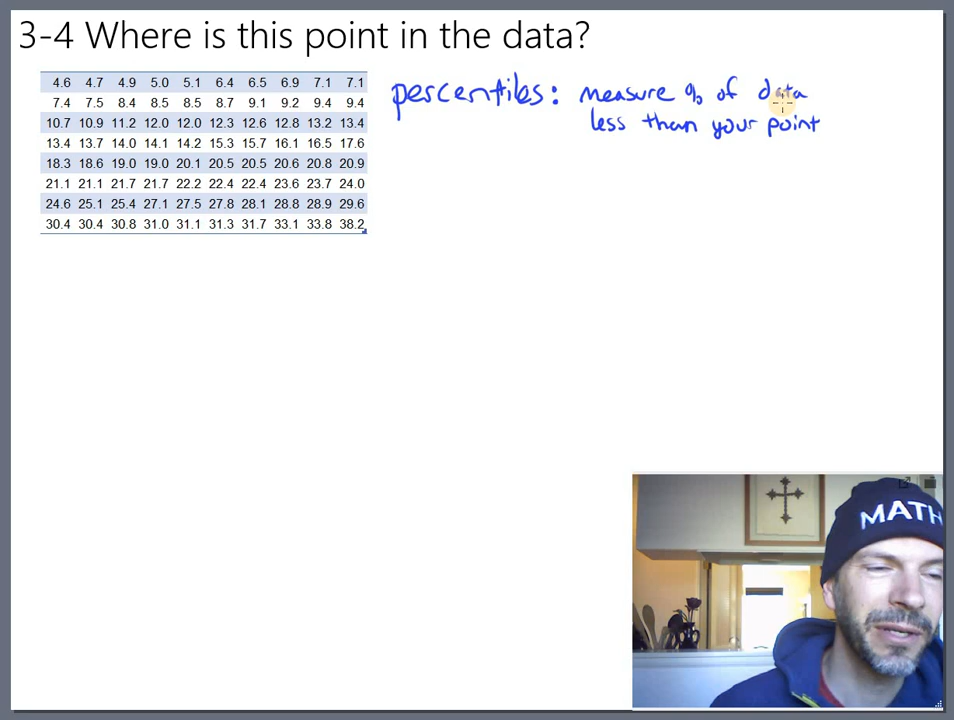 3-4 Where is this point in the data?
4.6 4.7 4.9 5.0 5.1 6.4 6.5 6.9 7.1 7.1
7.4 7.5 8.4 8.5 8.5 8.7 9.1 9.2 9.4 9.4
10.7 10.9 11.2 12.0 12.0 12.3 12.6 12.8 13.2 13.4
13.4 13.7 14.0 14.1 14.2 15.3 15.7 16.1 16.5 17.6
18.3 18.6 19.0 19.0 20.1 20.5 20.5 20.6 20.8 20.9
21.1 21.1 21.7 21.7 22.2 22.4 22.4 23.6 23.7 24.0
24.6 25.1 25.4 27.1 27.5 27.8 28.1 28.8 28.9 29.6
30.4 30.4 30.8 31.0 31.1 31.3 31.7 33.1 33.8 38.2
percentiles: measure % of data
less than your point
MATH